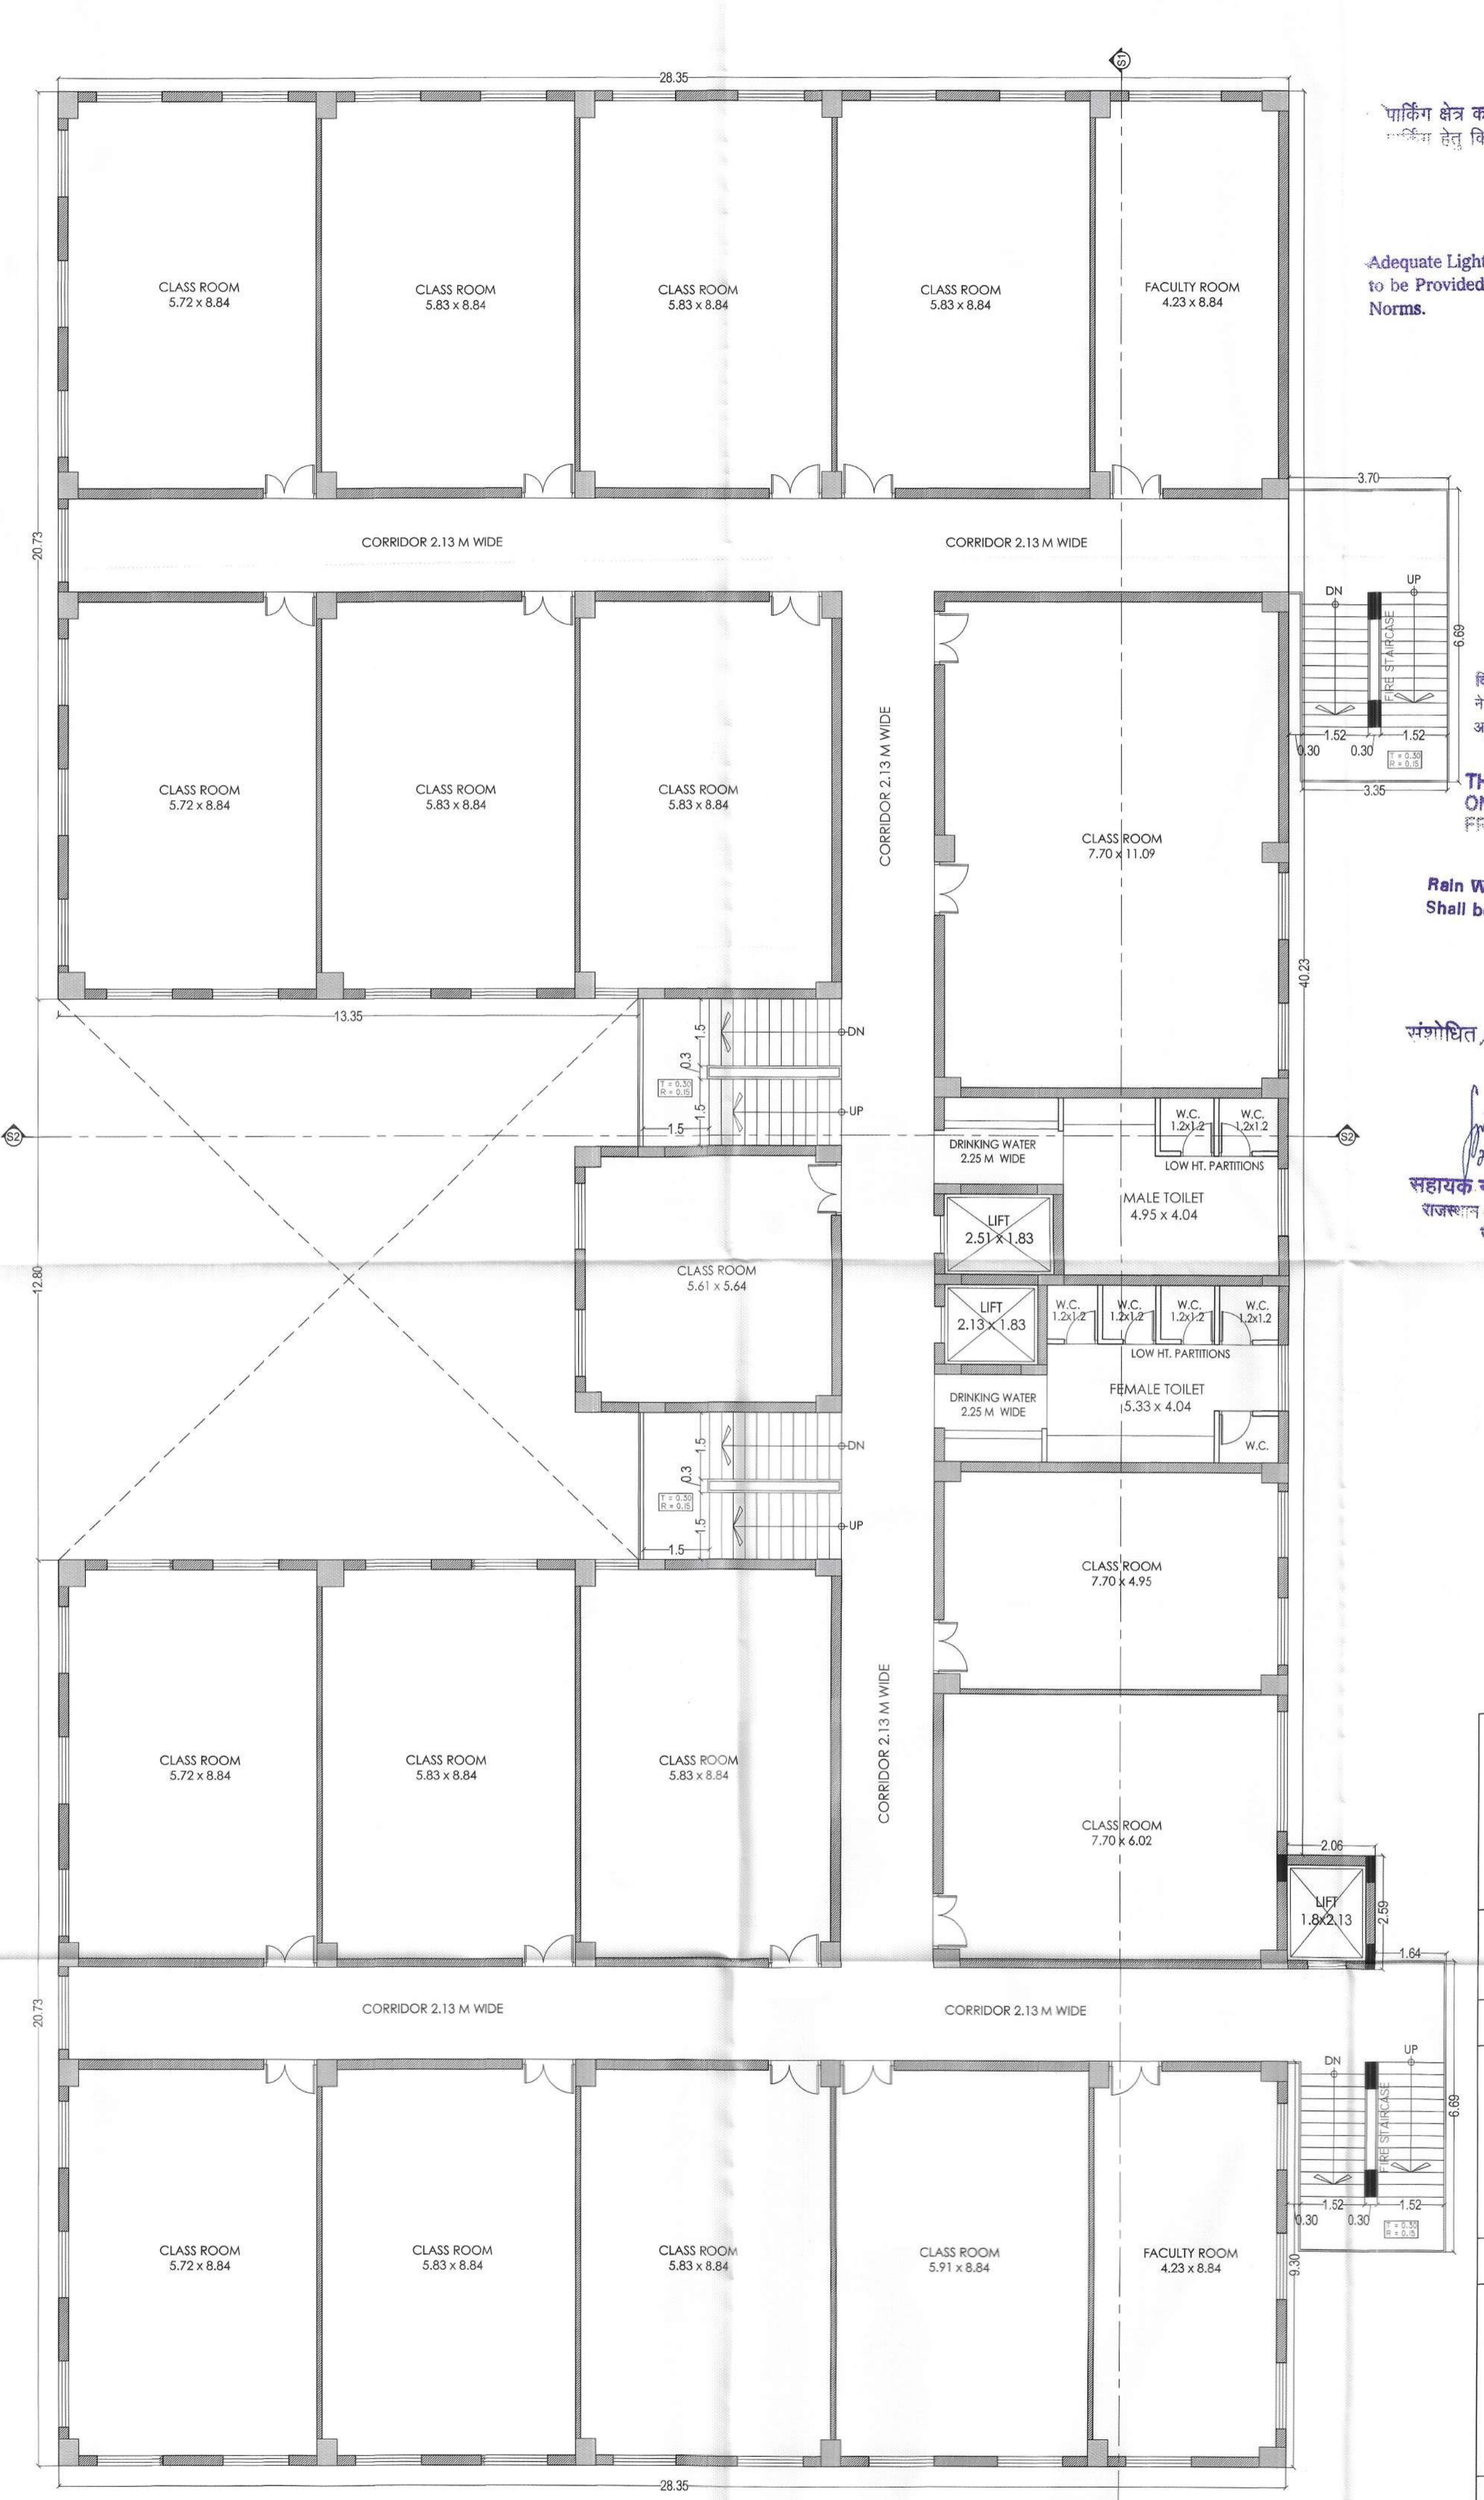 S1
28.35
पार्किंग क्षेत्र
हेतु
Adequate Light
to be Provided
Norms.
CLASS ROOM
5.72 x 8.84
CLASS ROOM
5.83 x 8.84
CLASS ROOM
5.83 x 8.84
CLASS ROOM
5.83 x 8.84
FACULTY ROOM
4.23 x 8.84
3.70
20.73
CORRIDOR 2.13 M WIDE
CORRIDOR 2.13 M WIDE
DN
UP
FIRE STAIRCASE
6.69
1.52
1.52
0.30
0.30
T = 0.30
R = 0.15
3.35
CLASS ROOM
5.72 x 8.84
CLASS ROOM
5.83 x 8.84
CLASS ROOM
5.83 x 8.84
CORRIDOR 2.13 M WIDE
CLASS ROOM
7.70 x 11.09
Rain W
Shall b
40.23
13.35
1.5
0.3
1.5
DN
UP
T = 0.30
R = 0.15
1.5
संशोधित
S2
S2
DRINKING WATER
2.25 M WIDE
W.C.
1.2x1.2
W.C.
1.2x1.2
LOW HT. PARTITIONS
MALE TOILET
4.95 x 4.04
LIFT
2.51 x 1.83
सहायक
राजस्थान
12.80
CLASS ROOM
5.61 x 5.64
LIFT
2.13 x 1.83
W.C.
1.2x1.2
W.C.
1.2x1.2
W.C.
1.2x1.2
W.C.
1.2x1.2
LOW HT. PARTITIONS
DRINKING WATER
2.25 M WIDE
FEMALE TOILET
5.33 x 4.04
W.C.
1.5
0.3
1.5
DN
UP
T = 0.30
R = 0.15
1.5
CLASS ROOM
7.70 x 4.95
CLASS ROOM
5.72 x 8.84
CLASS ROOM
5.83 x 8.84
CLASS ROOM
5.83 x 8.84
CORRIDOR 2.13 M WIDE
CLASS ROOM
7.70 x 6.02
2.06
LIFT
1.8x2.13
2.59
1.64
20.73
CORRIDOR 2.13 M WIDE
CORRIDOR 2.13 M WIDE
DN
UP
FIRE STAIRCASE
6.69
1.52
1.52
0.30
0.30
T = 0.30
R = 0.15
CLASS ROOM
5.72 x 8.84
CLASS ROOM
5.83 x 8.84
CLASS ROOM
5.83 x 8.84
CLASS ROOM
5.91 x 8.84
FACULTY ROOM
4.23 x 8.84
9.30
28.35